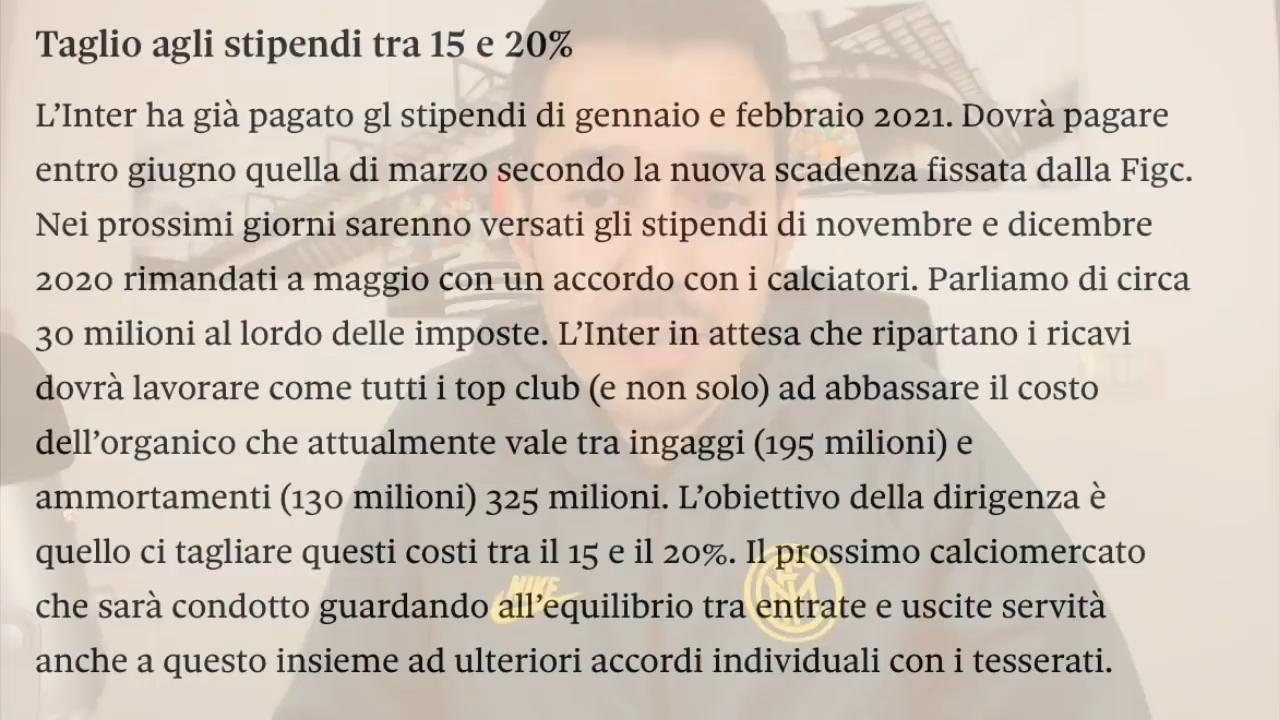 Taglio agli stipendi tra 15 e 20%
L’Inter ha già pagato gl stipendi di gennaio e febbraio 2021. Dovrà pagare
entro giugno quella di marzo secondo la nuova scadenza fissata dalla Figc.
Nei prossimi giorni sarenno versati gli stipendi di novembre e dicembre
2020 rimandati a maggio con un accordo con i calciatori. Parliamo di circa
30 milioni al lordo delle imposte. L’Inter in attesa che ripartano i ricavi
dovrà lavorare come tutti i top club (e non solo) ad abbassare il costo
dell’organico che attualmente vale tra ingaggi (195 milioni) e
ammortamenti (130 milioni) 325 milioni. L’obiettivo della dirigenza è
quello ci tagliare questi costi tra il 15 e il 20%. Il prossimo calciomercato
che sarà condotto guardando all’equilibrio tra entrate e uscite servità
anche a questo insieme ad ulteriori accordi individuali con i tesserati.
NIKE